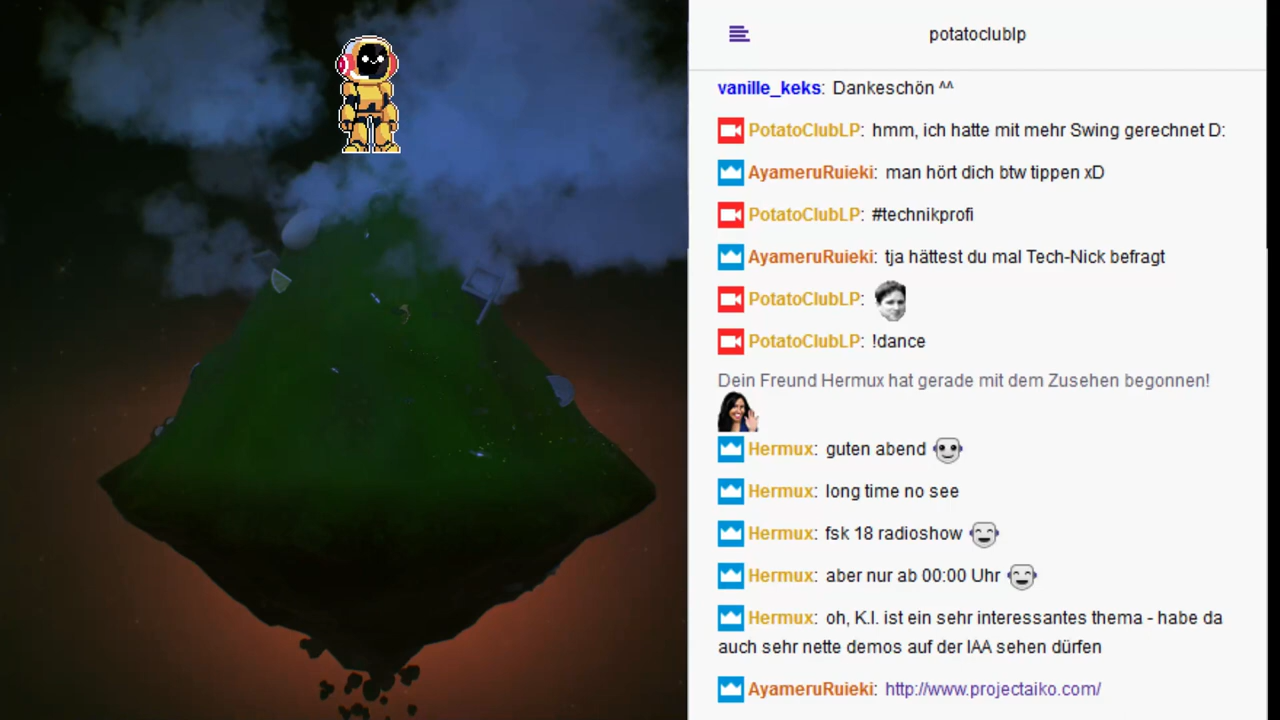 potatoclublp
vanille_keks: Dankeschön ^^
PotatoClubLP: hmm, ich hatte mit mehr Swing gerechnet D:
AyameruRuieki: man hört dich btw tippen xD
PotatoClubLP: #technikprofi
AyameruRuieki: tja hättest du mal Tech-Nick befragt
PotatoClubLP:
PotatoClubLP: !dance
Dein Freund Hermux hat gerade mit dem Zusehen begonnen!
Hermux: guten abend
Hermux: long time no see
Hermux: fsk 18 radioshow
Hermux: aber nur ab 00:00 Uhr
Hermux: oh, K.I. ist ein sehr interessantes thema - habe da
auch sehr nette demos auf der IAA sehen dürfen
AyameruRuieki: http://www.projectaiko.com/